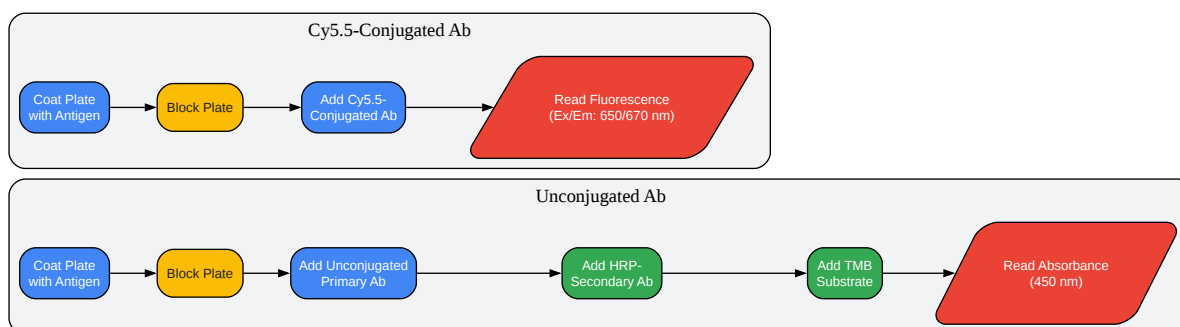 Cy5.5-Conjugated Ab
Coat Plate
with Antigen
Block Plate
Add Cy5.5-
Conjugated Ab
Read Fluorescence
(Ex/Em: 650/670 nm)
Unconjugated Ab
Coat Plate
with Antigen
Block Plate
Add Unconjugated
Primary Ab
Add HRP-
Secondary Ab
Add TMB
Substrate
Read Absorbance
(450 nm)